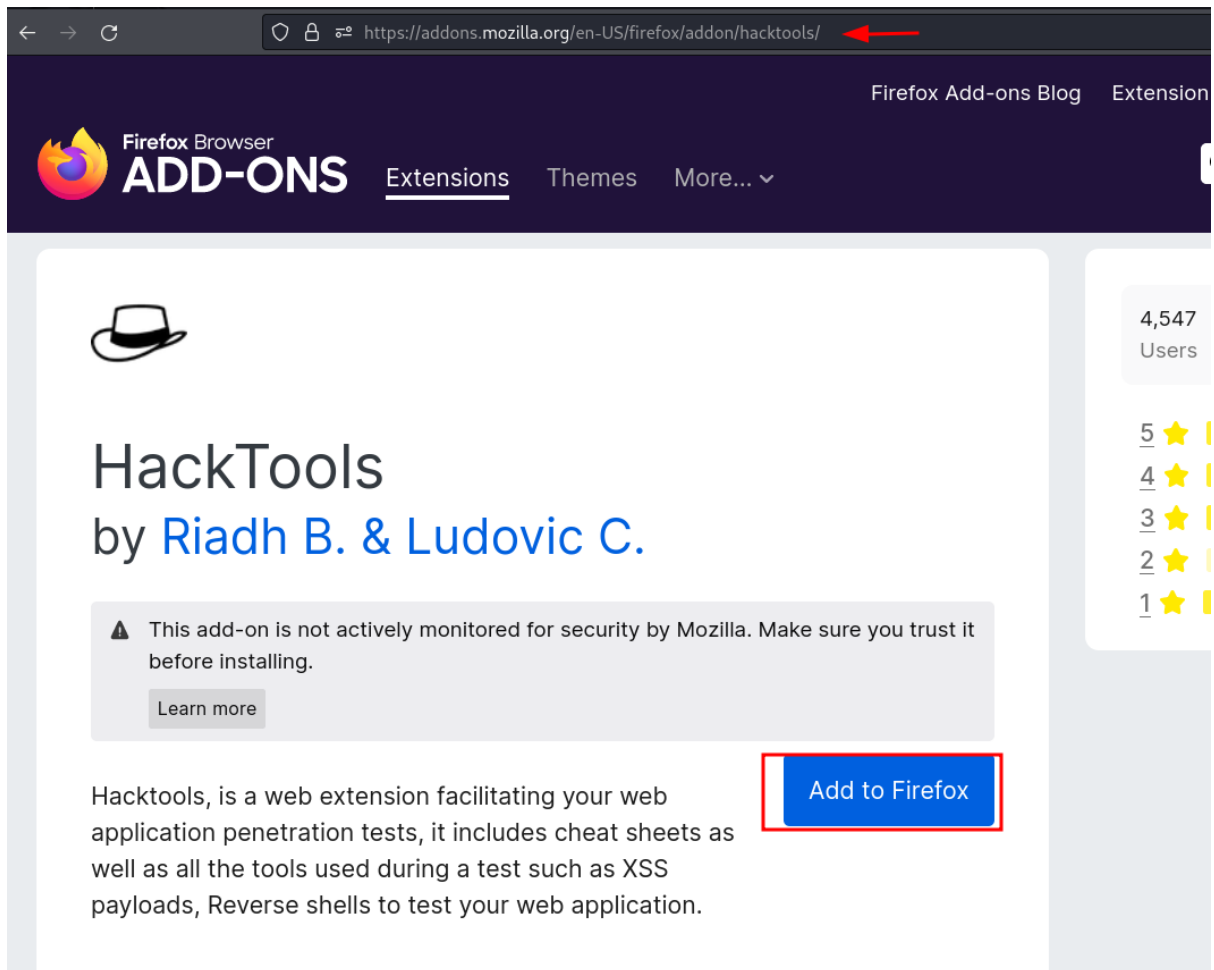 https://addons.mozilla.org/en-US/firefox/addon/hacktools/
Firefox Add-ons Blog Extension
Firefox Browser
ADD-ONS
Extensions Themes More...
4,547
Users
5
4
3
2
1
HackTools
by Riadh B. & Ludovic C.
This add-on is not actively monitored for security by Mozilla. Make sure you trust it
before installing.
Learn more
Add to Firefox
Hacktools, is a web extension facilitating your web
application penetration tests, it includes cheat sheets as
well as all the tools used during a test such as XSS
payloads, Reverse shells to test your web application.